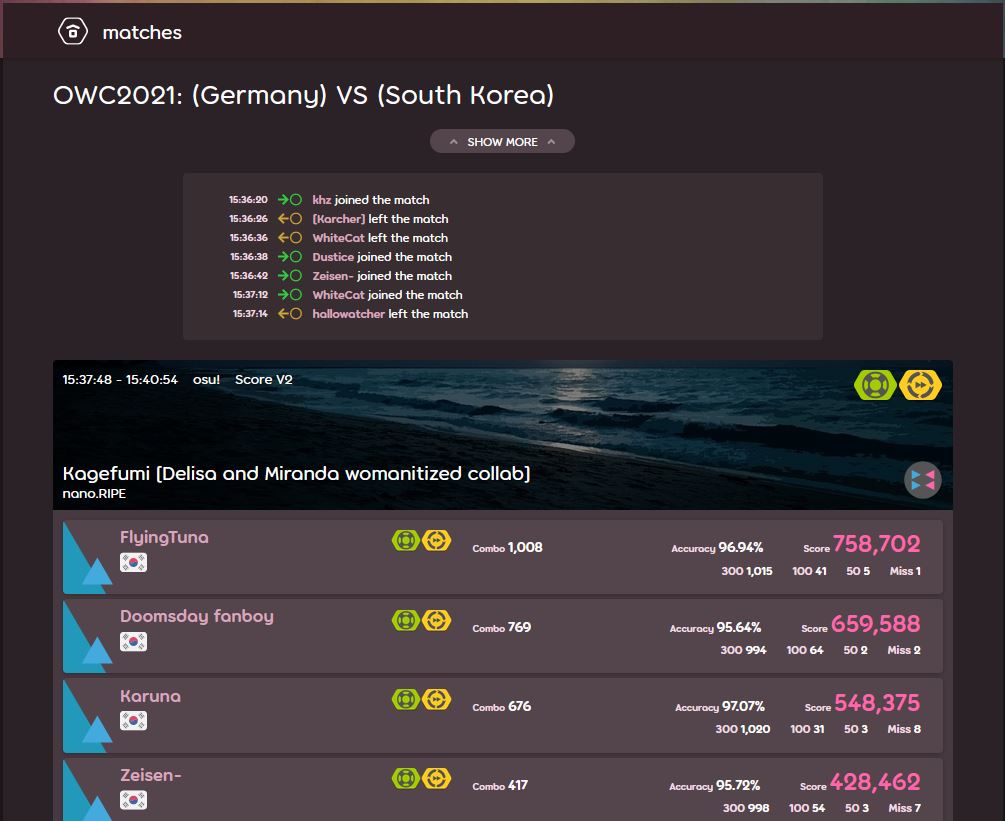 matches
OWC2021: (Germany) VS (South Korea)
SHOW MORE
15:36:20 khz joined the match
15:36:26 [Karcher] left the match
15:36:36 WhiteCat left the match
15:36:38 Dustice joined the match
15:36:42 Zeisen- joined the match
15:37:12 WhiteCat joined the match
15:37:14 hallowatcher left the match
15:37:48 - 15:40:54 osu! Score V2
Kagefumi [Delisa and Miranda womanitized collab]
nano.RIPE
FlyingTuna
Combo 1,008 Accuracy 96.94% Score 758,702
300 1,015 100 41 50 5 Miss 1
Doomsday fanboy
Combo 769 Accuracy 95.64% Score 659,588
300 994 100 64 50 2 Miss 2
Karuna
Combo 676 Accuracy 97.07% Score 548,375
300 1,020 100 31 50 3 Miss 8
Zeisen-
Combo 417 Accuracy 95.72% Score 428,462
300 998 100 54 50 3 Miss 7